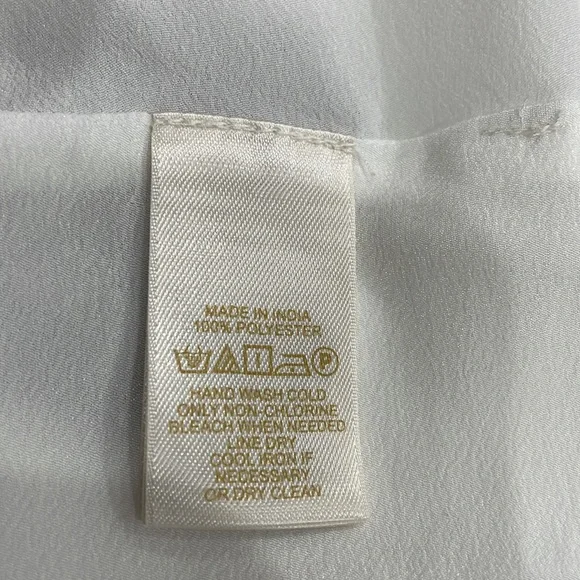 MADE IN INDIA
100% POLYESTER
P
HAND WASH COLD
ONLY NON-CHLORINE
BLEACH WHEN NEEDED
LINE DRY
COOL IRON IF
NECESSARY
OR DRY CLEAN